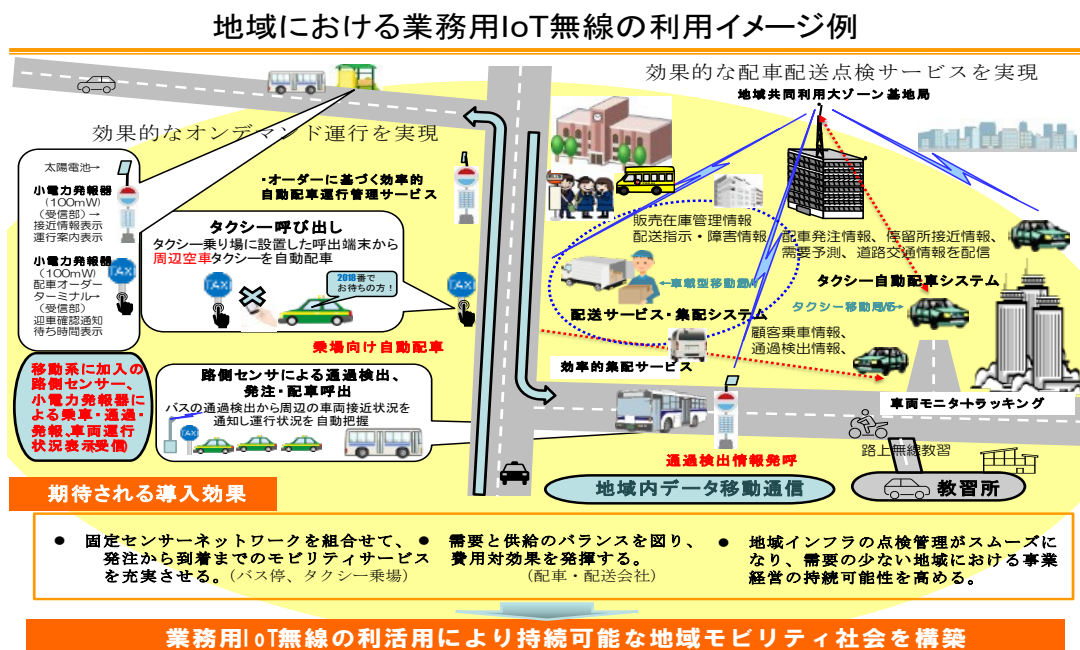 地域における業務用IoT無線の利用イメージ例
効果的な配車配送点検サービスを実現
地域共同利用大ゾーン基地局
効果的なオンデマンド運行を実現
太陽電池→
小電力発報器
(100mW)
(受信部)→
接近情報表示
運行案内表示
小電力発報器
(100mW)
配車オーダー
ターミナル→
(受信部)
迎車確認通知
待ち時間表示
TAXI
・オーダーに基づく効率的
自動配車運行管理サービス
タクシー呼び出し
タクシー乗り場に設置した呼出端末から
周辺空車タクシーを自動配車
TAXI
2018番で
お待ちの方!
TAXI
乗場向け自動配車
販売在庫管理情報
配送指示・障害情報
←車載型移動局
配送サービス・集配システム
配車発注情報、停留所接近情報、
需要予測、道路交通情報を配信
タクシー自動配車システム
タクシー移動局
顧客乗車情報、
通過検出情報、
効率的集配サービス
車両モニタートラッキング
移動系に加入の
路側センサー、
小電力発報器に
よる乗車・通過・
発報、車両運行
状況表示受信)
路側センサによる通過検出、
発注・配車呼出
バスの通過検出から周辺の車両接近状況を
通知し運行状況を自動把握
TAXI
通過検出情報発呼
路上無線教習
地域内データ移動通信
教習所
期待される導入効果
● 固定センサーネットワークを組合せて、
発注から到着までのモビリティサービス
を充実させる。(バス停、タクシー乗場)
● 需要と供給のバランスを図り、
費用対効果を発揮する。
(配車・配送会社)
● 地域インフラの点検管理がスムーズに
なり、需要の少ない地域における事業
経営の持続可能性を高める。
業務用IoT無線の利活用により持続可能な地域モビリティ社会を構築